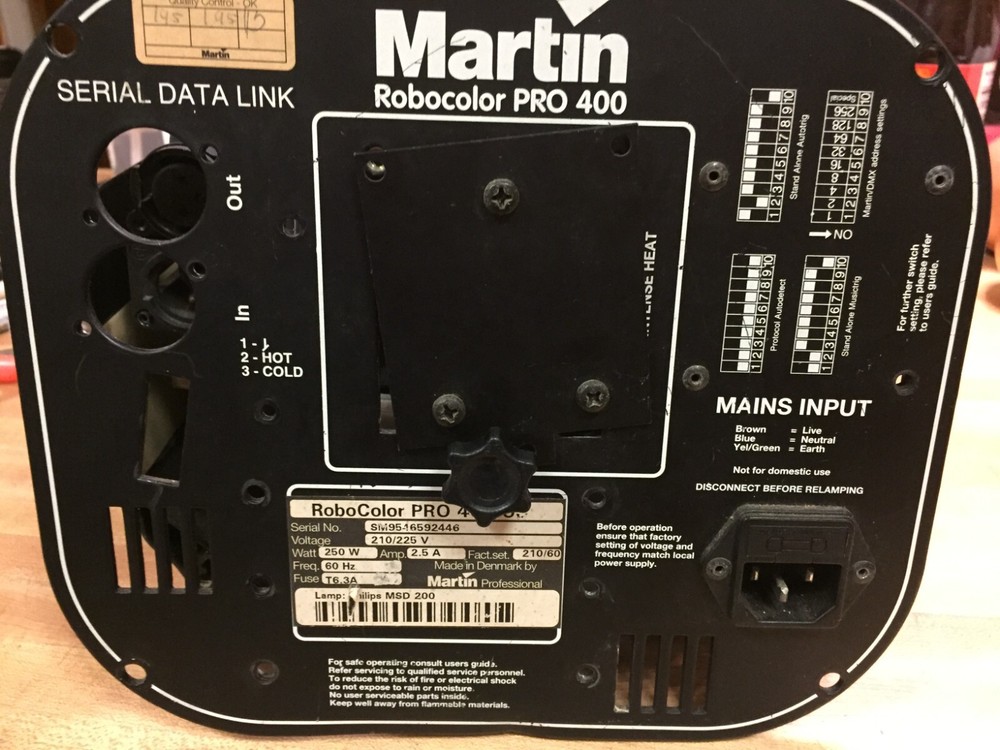 Quality Control - OK
145 145
Martin
Martin
Robocolor PRO 400
SERIAL DATA LINK
Out
In
1 -
2 - HOT
3 - COLD
INTENSE HEAT
1 2 3 4 5 6 7 8 9 10
Stand Alone Autotrig
1 2 4 8 16 32 64 128 256 Special
1 2 3 4 5 6 7 8 9 10
Martin/DMX address settings
ON
1 2 3 4 5 6 7 8 9 10
Protocol Autodetect
1 2 3 4 5 6 7 8 9 10
Stand Alone Musictrig
For further switch
setting, please refer
to users guide.
MAINS INPUT
Brown = Live
Blue = Neutral
Yel/Green = Earth
Not for domestic use
DISCONNECT BEFORE RELAMPING
RoboColor PRO 4
Serial No. SM9546592446
Voltage 210/225 V
Watt 250 W Amp. 2.5 A Fact.set. 210/60
Freq. 60 Hz Made in Denmark by
Fuse T6.3A Martin Professional
Lamp: Philips MSD 200
Before operation
ensure that factory
setting of voltage and
frequency match local
power supply.
For safe operating consult users guide.
Refer servicing to qualified service personnel.
To reduce the risk of fire or electrical shock
do not expose to rain or moisture.
No user serviceable parts inside.
Keep well away from flammable materials.